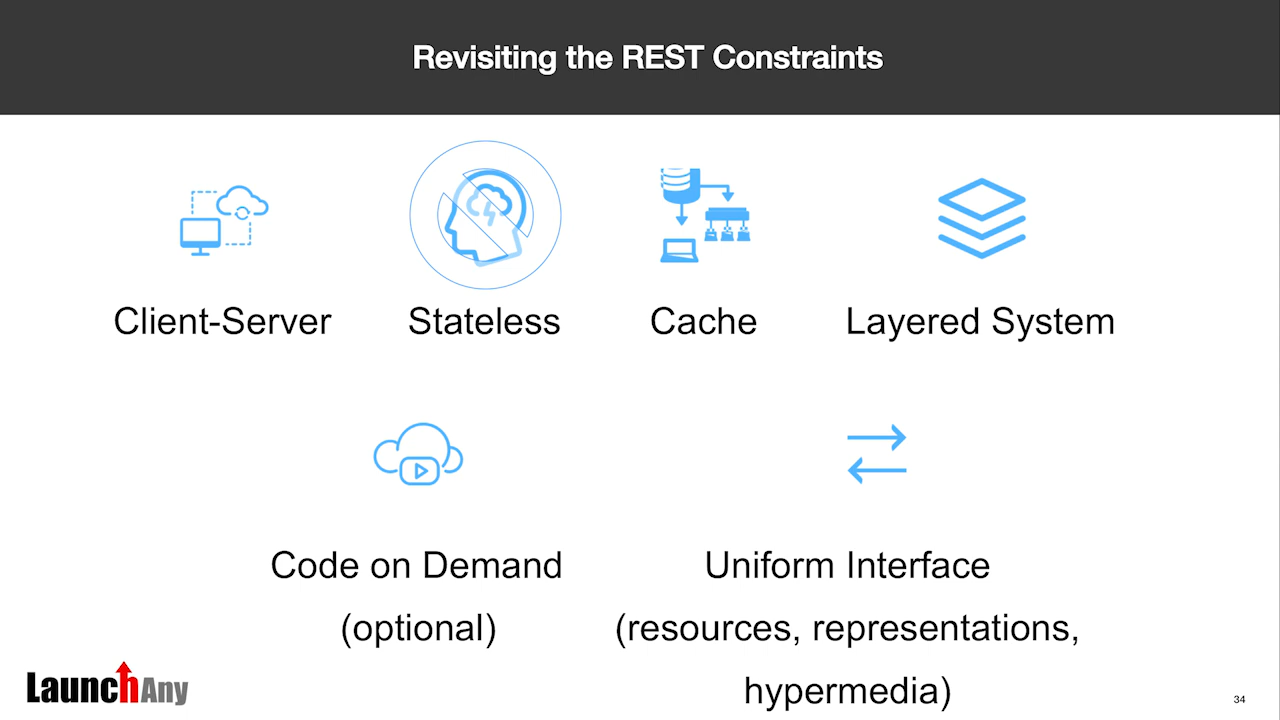 Revisiting the REST Constraints
Client-Server
Stateless
Cache
Layered System
Code on Demand
(optional)
Uniform Interface
(resources, representations,
hypermedia)
LaunchAny
34